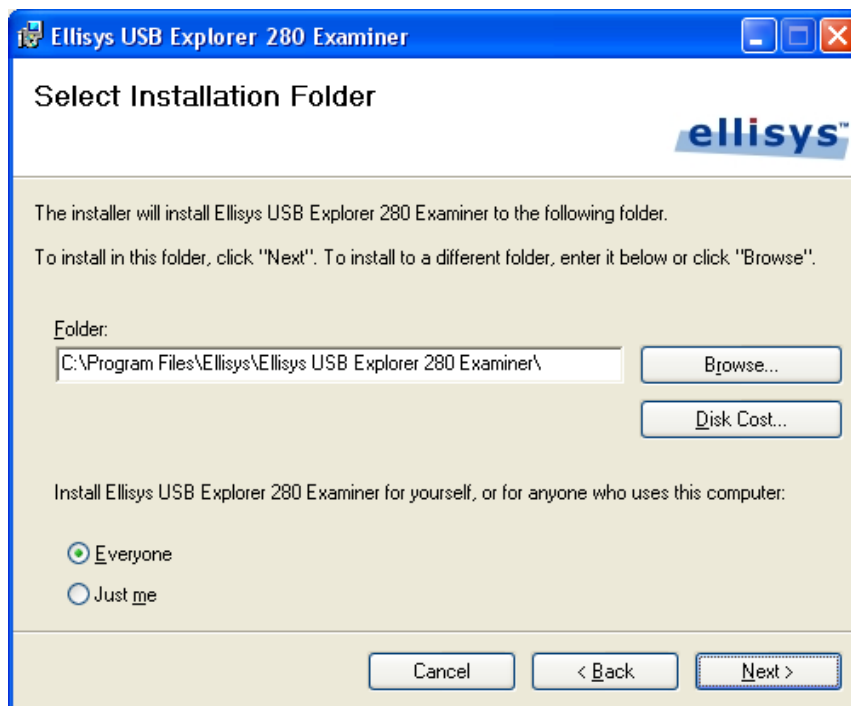 Ellisys USB Explorer 280 Examiner
Select Installation Folder
ellisys™
The installer will install Ellisys USB Explorer 280 Examiner to the following folder.
To install in this folder, click "Next". To install to a different folder, enter it below or click "Browse".
Folder:
C:\Program Files\Ellisys\Ellisys USB Explorer 280 Examiner\
Browse...
Disk Cost...
Install Ellisys USB Explorer 280 Examiner for yourself, or for anyone who uses this computer:
Everyone
Just me
Cancel
< Back
Next >